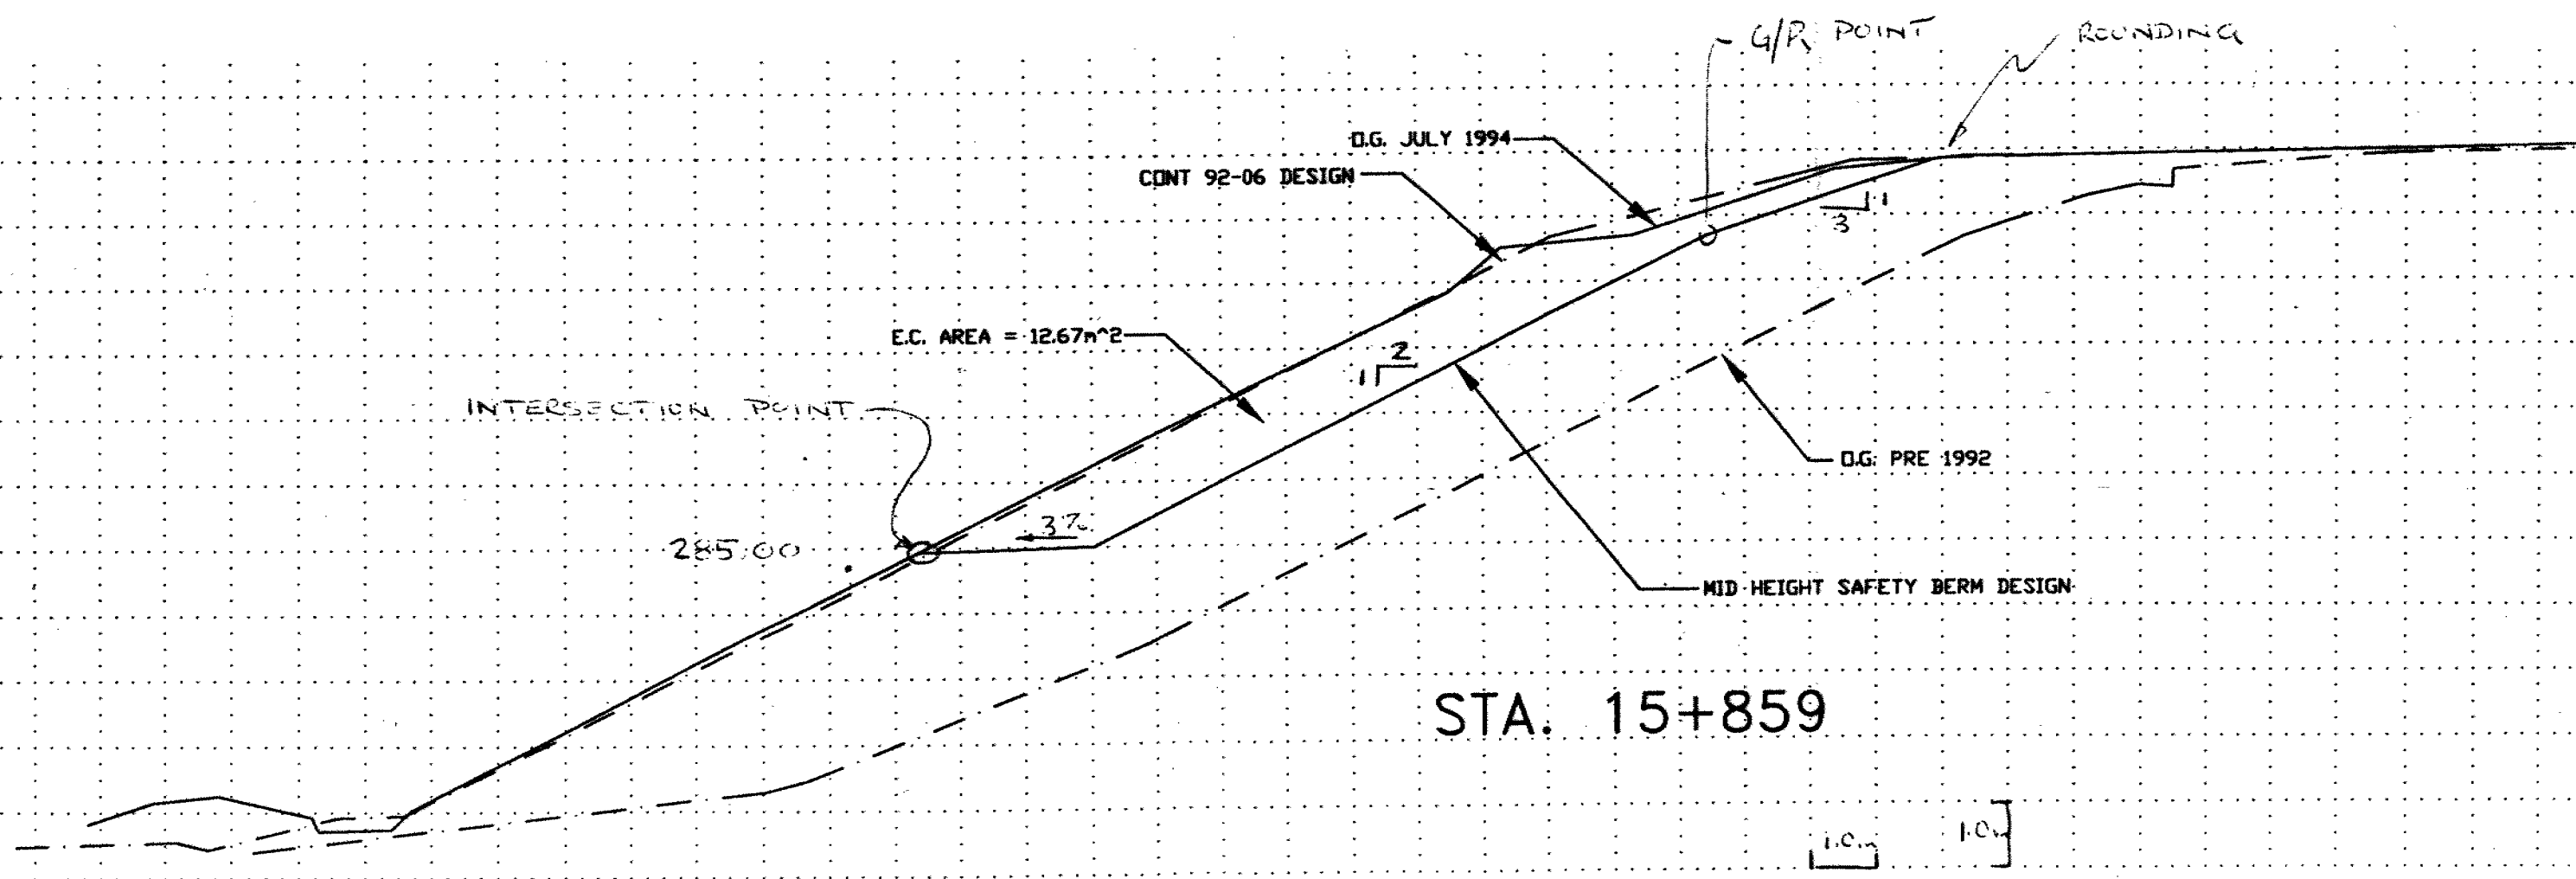 G/R POINT
ROUNDING
O.G. JULY 1994
CONT 92-06 DESIGN
1
3
E.C. AREA = 12.67m^2
2
1
INTERSECTION POINT
O.G. PRE 1992
3%
285.00
MID HEIGHT SAFETY BERM DESIGN
STA. 15+859
1.0m
1.0m